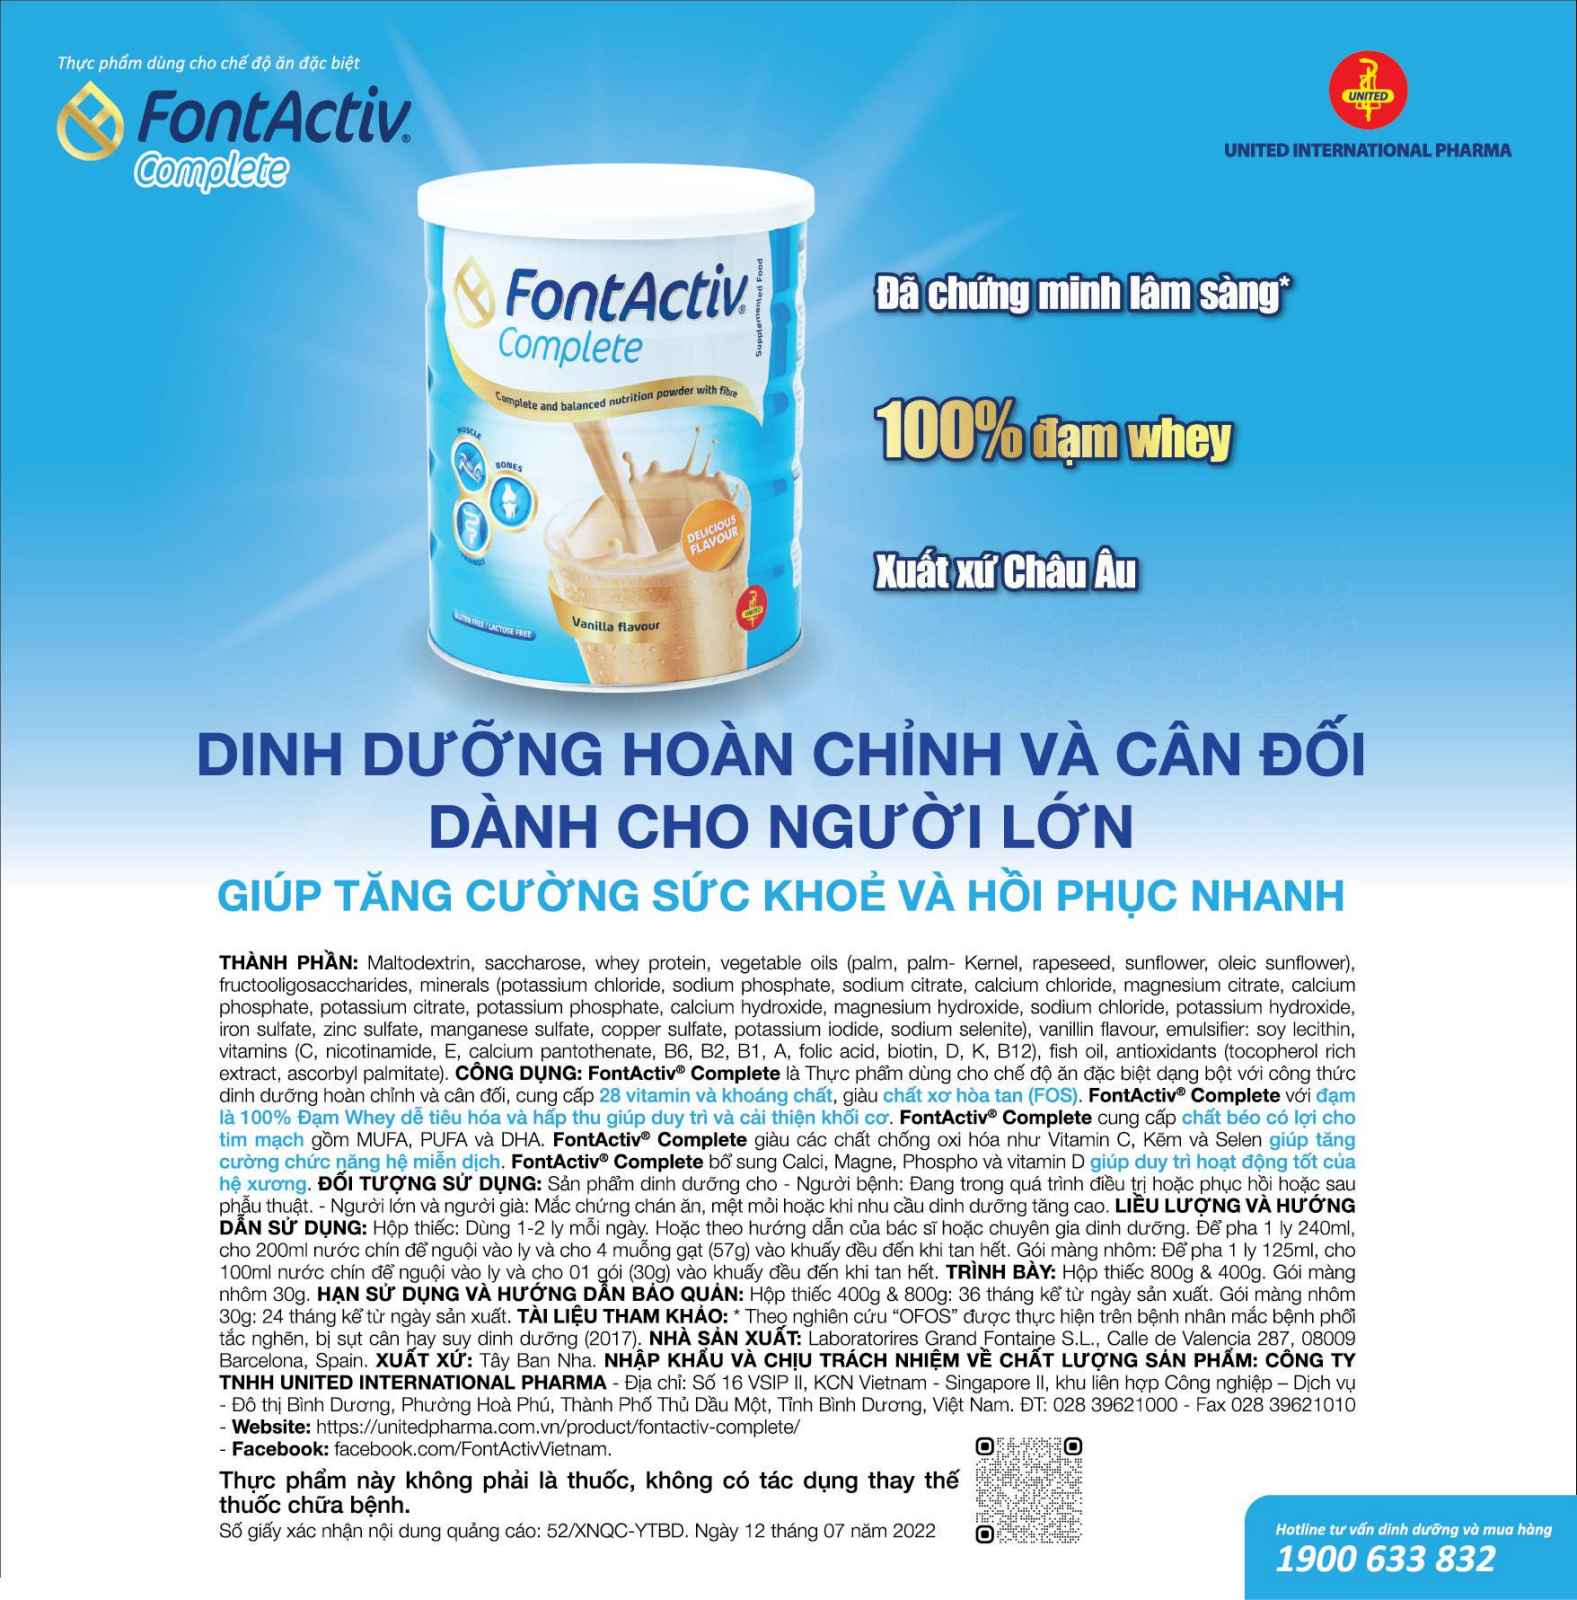 Thực phẩm dùng cho chế độ ăn đặc biệt
FontActiv®
Complete
UNITED
UNITED INTERNATIONAL PHARMA
FontActiv®
Complete
Supplemented Food
Complete and balanced nutrition powder with fibre
MUSCLE
BONES
DELICIOUS
FLAVOUR
Vanilla flavour
UNITED
GLUTEN FREE / LACTOSE FREE
Đã chứng minh lâm sàng*
100% đạm whey
Xuất xứ Châu Âu
DINH DƯỠNG HOÀN CHỈNH VÀ CÂN ĐỐI
DÀNH CHO NGƯỜI LỚN
GIÚP TĂNG CƯỜNG SỨC KHOẺ VÀ HỒI PHỤC NHANH
THÀNH PHẦN: Maltodextrin, saccharose, whey protein, vegetable oils (palm, palm- Kernel, rapeseed, sunflower, oleic sunflower),
fructooligosaccharides, minerals (potassium chloride, sodium phosphate, sodium citrate, calcium chloride, magnesium citrate, calcium
phosphate, potassium citrate, potassium phosphate, calcium hydroxide, magnesium hydroxide, sodium chloride, potassium hydroxide,
iron sulfate, zinc sulfate, manganese sulfate, copper sulfate, potassium iodide, sodium selenite), vanillin flavour, emulsifier: soy lecithin,
vitamins (C, nicotinamide, E, calcium pantothenate, B6, B2, B1, A, folic acid, biotin, D, K, B12), fish oil, antioxidants (tocopherol rich
extract, ascorbyl palmitate). CÔNG DỤNG: FontActiv® Complete là Thực phẩm dùng cho chế độ ăn đặc biệt dạng bột với công thức
dinh dưỡng hoàn chỉnh và cân đối, cung cấp 28 vitamin và khoáng chất, giàu chất xơ hòa tan (FOS). FontActiv® Complete với đạm
là 100% Đạm Whey dễ tiêu hóa và hấp thu giúp duy trì và cải thiện khối cơ. FontActiv® Complete cung cấp chất béo có lợi cho
tim mạch gồm MUFA, PUFA và DHA. FontActiv® Complete giàu các chất chống oxi hóa như Vitamin C, Kẽm và Selen giúp tăng
cường chức năng hệ miễn dịch. FontActiv® Complete bổ sung Calci, Magne, Phospho và vitamin D giúp duy trì hoạt động tốt của
hệ xương. ĐỐI TƯỢNG SỬ DỤNG: Sản phẩm dinh dưỡng cho - Người bệnh: Đang trong quá trình điều trị hoặc phục hồi hoặc sau
phẫu thuật. - Người lớn và người già: Mắc chứng chán ăn, mệt mỏi hoặc khi nhu cầu dinh dưỡng tăng cao. LIỀU LƯỢNG VÀ HƯỚNG
DẪN SỬ DỤNG: Hộp thiếc: Dùng 1-2 ly mỗi ngày. Hoặc theo hướng dẫn của bác sĩ hoặc chuyên gia dinh dưỡng. Để pha 1 ly 240ml,
cho 200ml nước chín để nguội vào ly và cho 4 muỗng gạt (57g) vào khuấy đều đến khi tan hết. Gói màng nhôm: Để pha 1 ly 125ml, cho
100ml nước chín để nguội vào ly và cho 01 gói (30g) vào khuấy đều đến khi tan hết. TRÌNH BÀY: Hộp thiếc 800g & 400g. Gói màng
nhôm 30g. HẠN SỬ DỤNG VÀ HƯỚNG DẪN BẢO QUẢN: Hộp thiếc 400g & 800g: 36 tháng kể từ ngày sản xuất. Gói màng nhôm
30g: 24 tháng kể từ ngày sản xuất. TÀI LIỆU THAM KHẢO: * Theo nghiên cứu “OFOS” được thực hiện trên bệnh nhân mắc bệnh phổi
tắc nghẽn, bị sụt cân hay suy dinh dưỡng (2017). NHÀ SẢN XUẤT: Laboratorires Grand Fontaine S.L., Calle de Valencia 287, 08009
Barcelona, Spain. XUẤT XỨ: Tây Ban Nha. NHẬP KHẨU VÀ CHỊU TRÁCH NHIỆM VỀ CHẤT LƯỢNG SẢN PHẨM: CÔNG TY
TNHH UNITED INTERNATIONAL PHARMA - Địa chỉ: Số 16 VSIP II, KCN Vietnam - Singapore II, khu liên hợp Công nghiệp – Dịch vụ
- Đô thị Bình Dương, Phường Hoà Phú, Thành Phố Thủ Dầu Một, Tỉnh Bình Dương, Việt Nam. ĐT: 028 39621000 - Fax 028 39621010
- Website: https://unitedpharma.com.vn/product/fontactiv-complete/
- Facebook: facebook.com/FontActivVietnam.
Thực phẩm này không phải là thuốc, không có tác dụng thay thế
thuốc chữa bệnh.
Số giấy xác nhận nội dung quảng cáo: 52/XNQC-YTBD. Ngày 12 tháng 07 năm 2022
Hotline tư vấn dinh dưỡng và mua hàng
1900 633 832